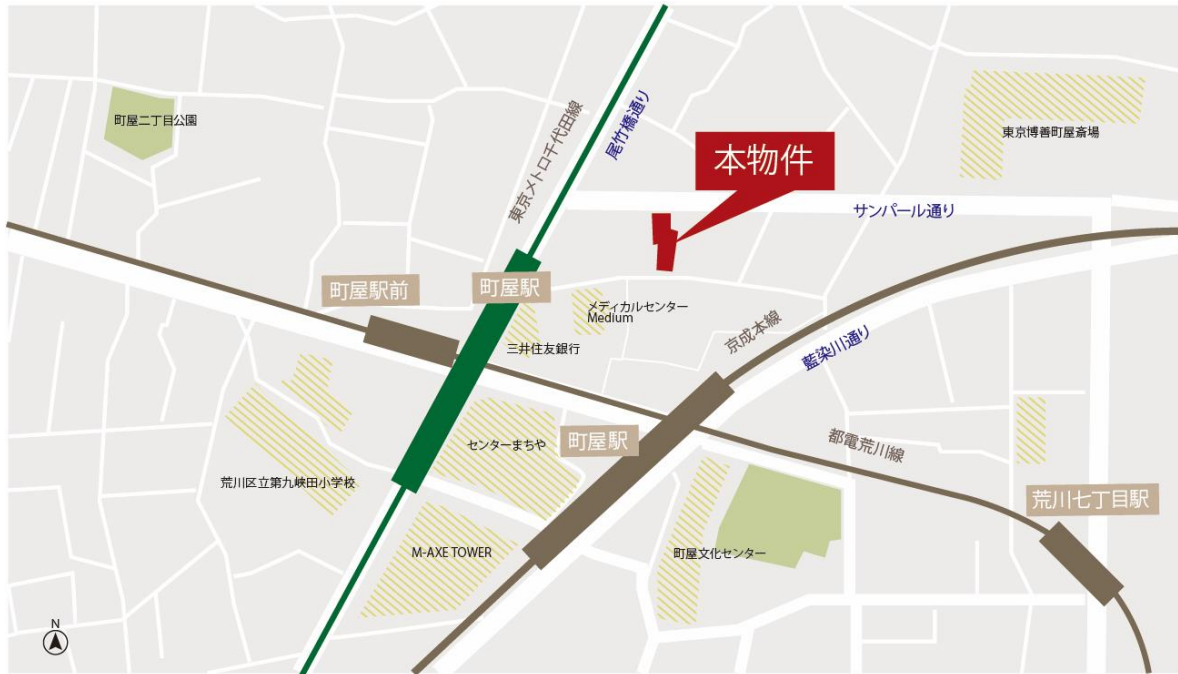 町屋二丁目公園
東京メトロ千代田線
尾竹橋通り
本物件
東京博善町屋斎場
サンパール通り
町屋駅前
町屋駅
メディカルセンター
Medium
三井住友銀行
京成本線
藍染川通り
センターまちや
町屋駅
都電荒川線
荒川区立第九峡田小学校
荒川七丁目駅
M-AXE TOWER
町屋文化センター
N